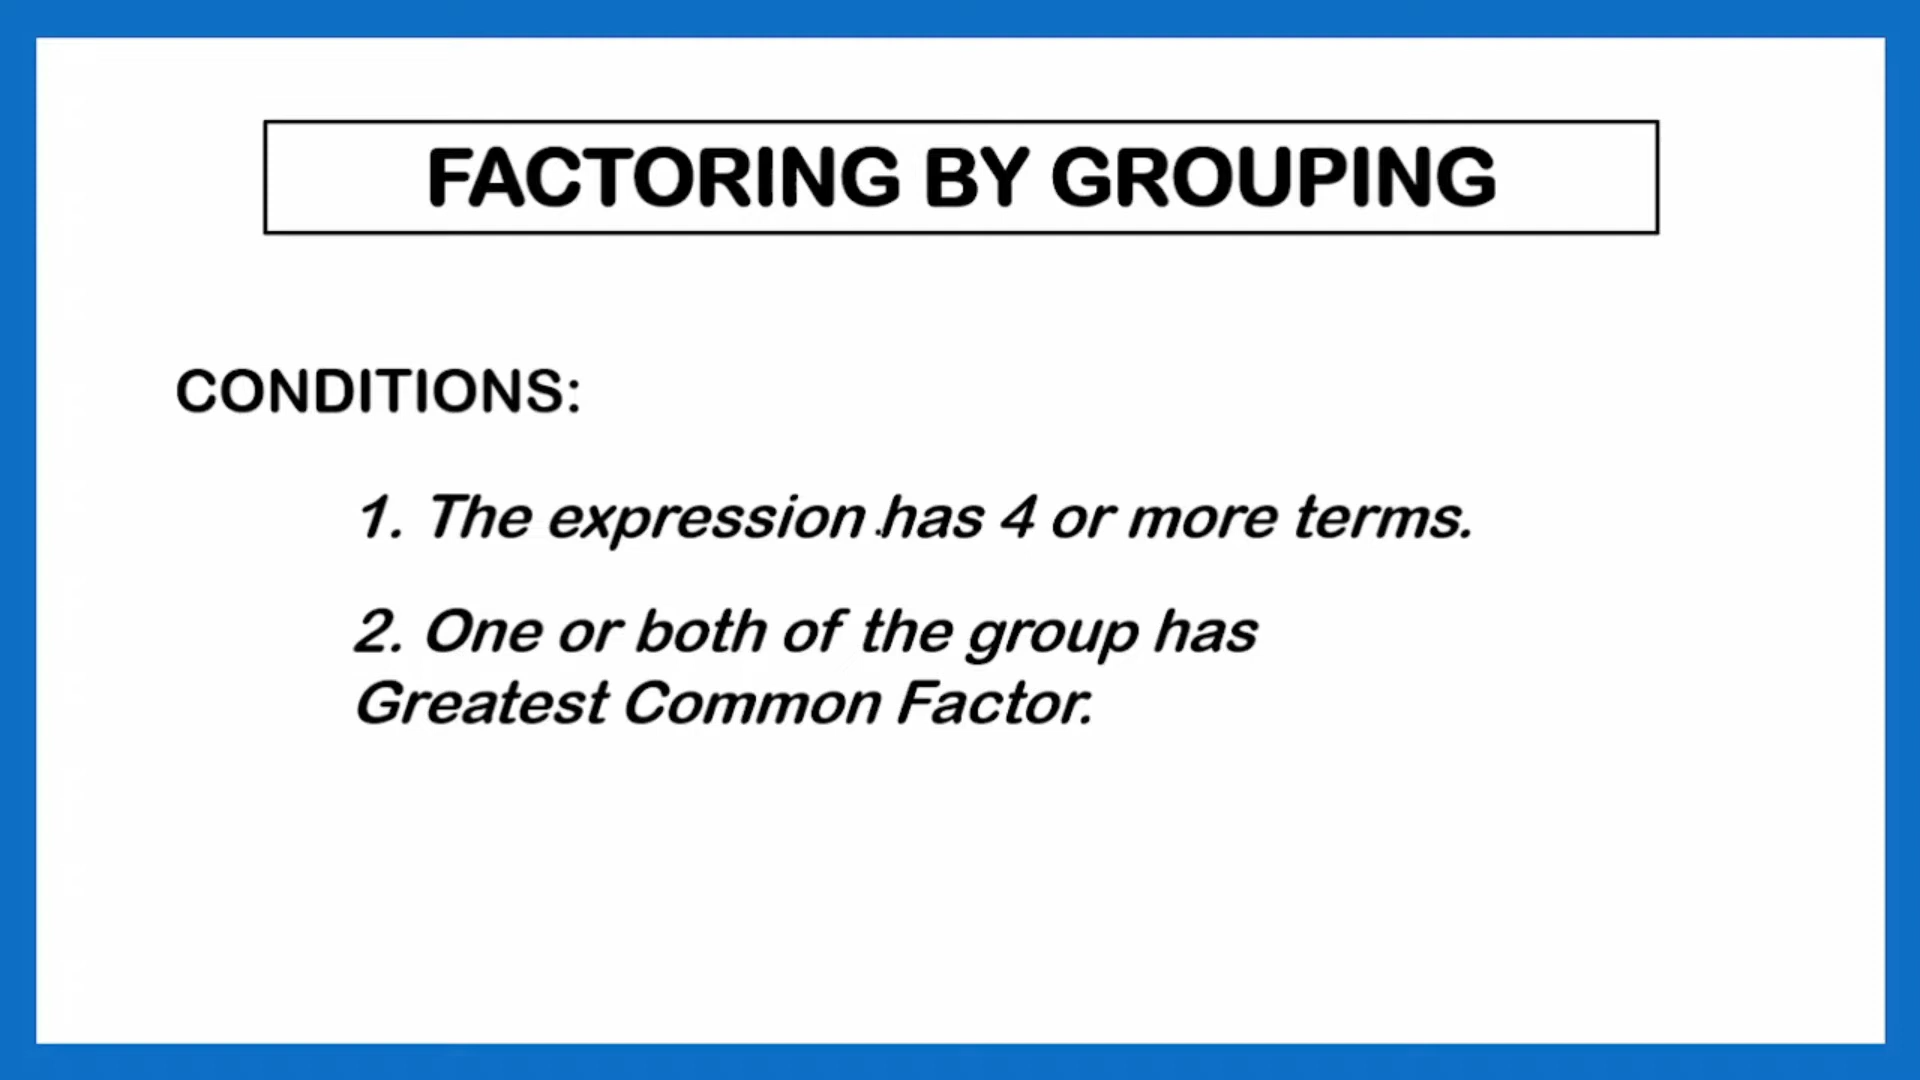 FACTORING BY GROUPING
CONDITIONS:
1. The expression has 4 or more terms.
2. One or both of the group has
Greatest Common Factor.